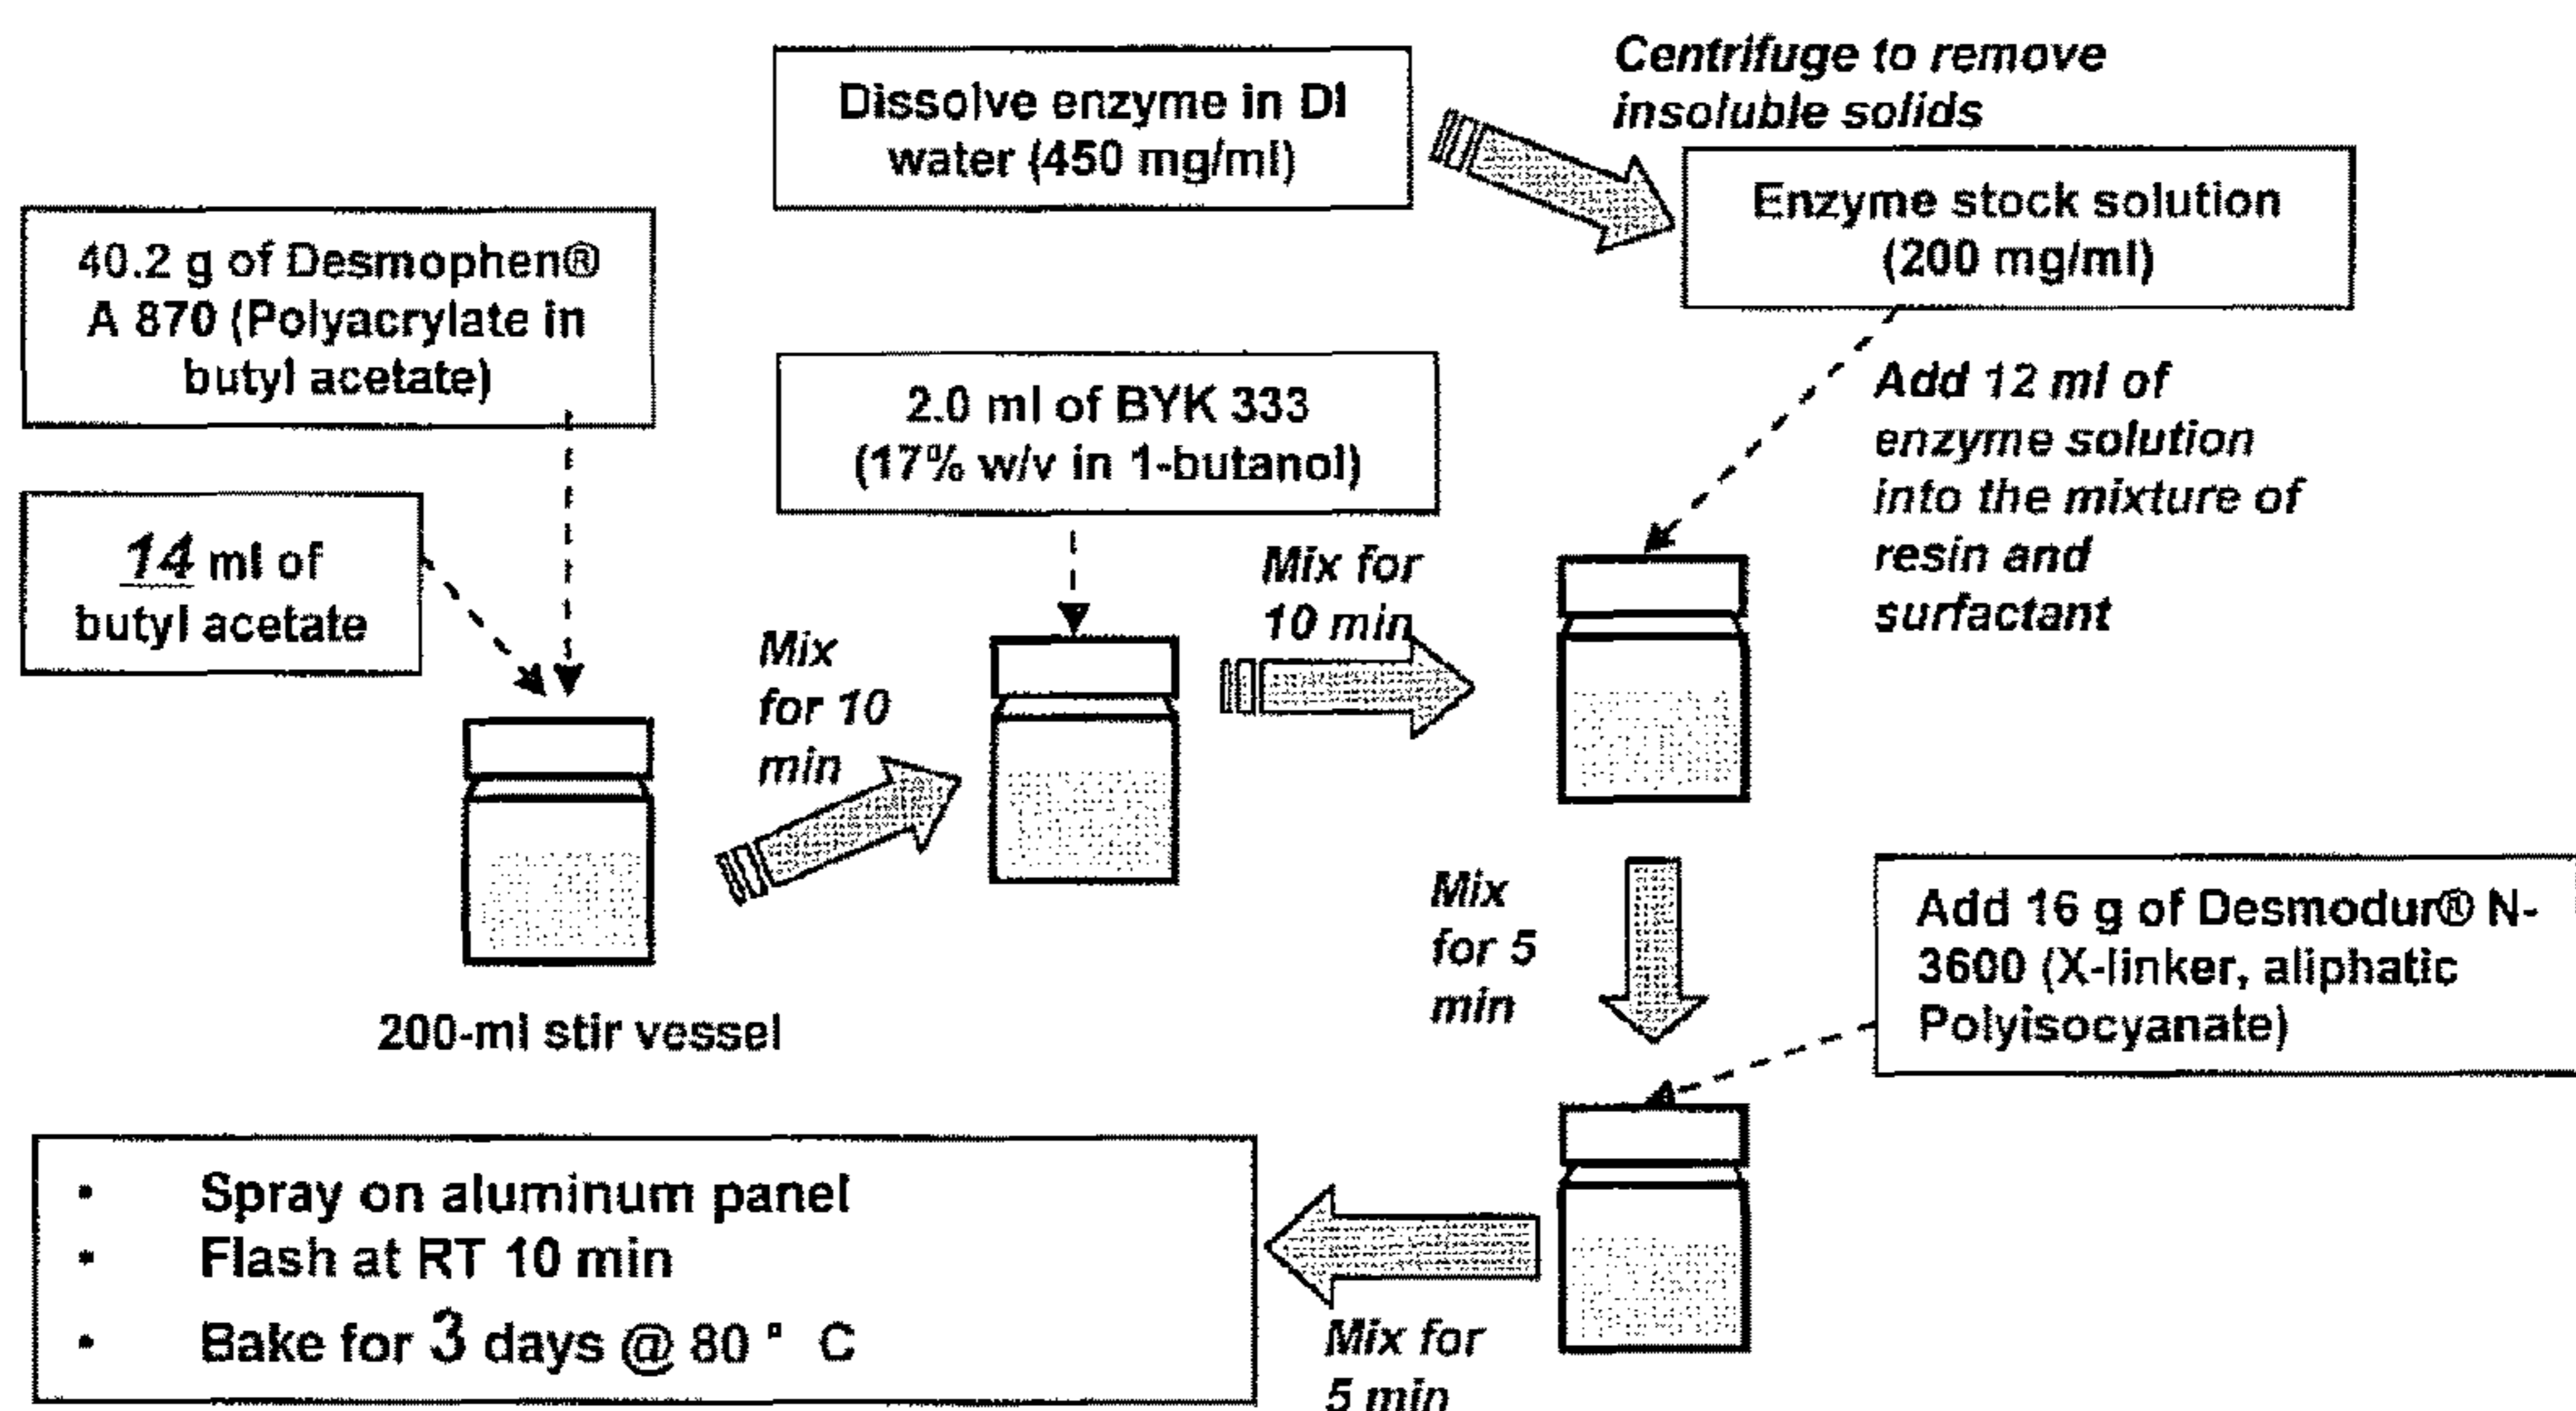 Dissolve enzyme in DI
water (450 mg/ml)
Centrifuge to remove
insoluble solids
Enzyme stock solution
(200 mg/ml)
40.2 g of Desmophen®
A 870 (Polyacrylate in
butyl acetate)
14 ml of
butyl acetate
2.0 ml of BYK 333
(17% w/v in 1-butanol)
Add 12 ml of
enzyme solution
into the mixture of
resin and
surfactant
Mix
for 10
min
Mix for
10 min
200-ml stir vessel
Mix
for 5
min
Add 16 g of Desmodur® N-
3600 (X-linker, aliphatic
Polyisocyanate)
Mix for
5 min
• Spray on aluminum panel
• Flash at RT 10 min
• Bake for 3 days @ 80 ° C